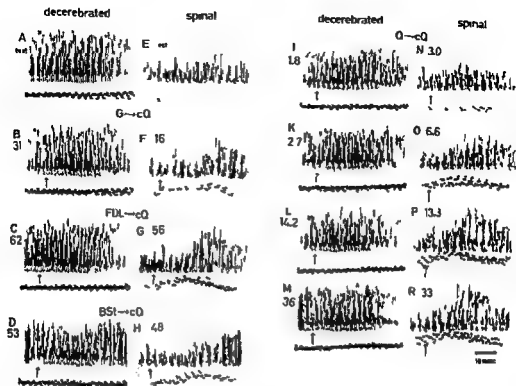 decerebrated spinal
A
E
G→cQ
B
31
F 16
FDL→cQ
C
62
G 56
BSt→cQ
D
53
H 48
decerebrated spinal
Q→cQ
I
1.8
N 3.0
K
2.7
O 6.6
L
14.2
P 13.3
M
36
R 33